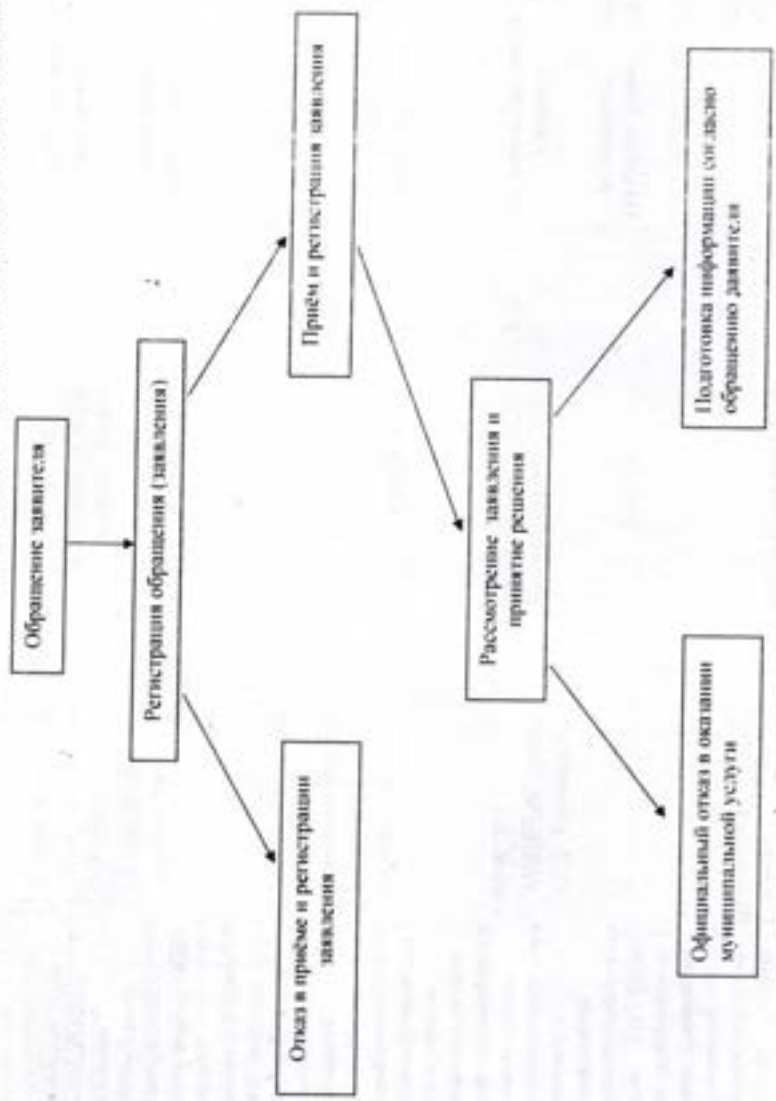 Обращение заявителя
Регистрация обращения (заявления)
Отказ в приёме и регистрации
заявления
Приём и регистрация заявления
Рассмотрение заявления и
принятие решения
Официальный отказ в оказании
муниципальной услуги
Подготовка информации согласно
обращению заявителя